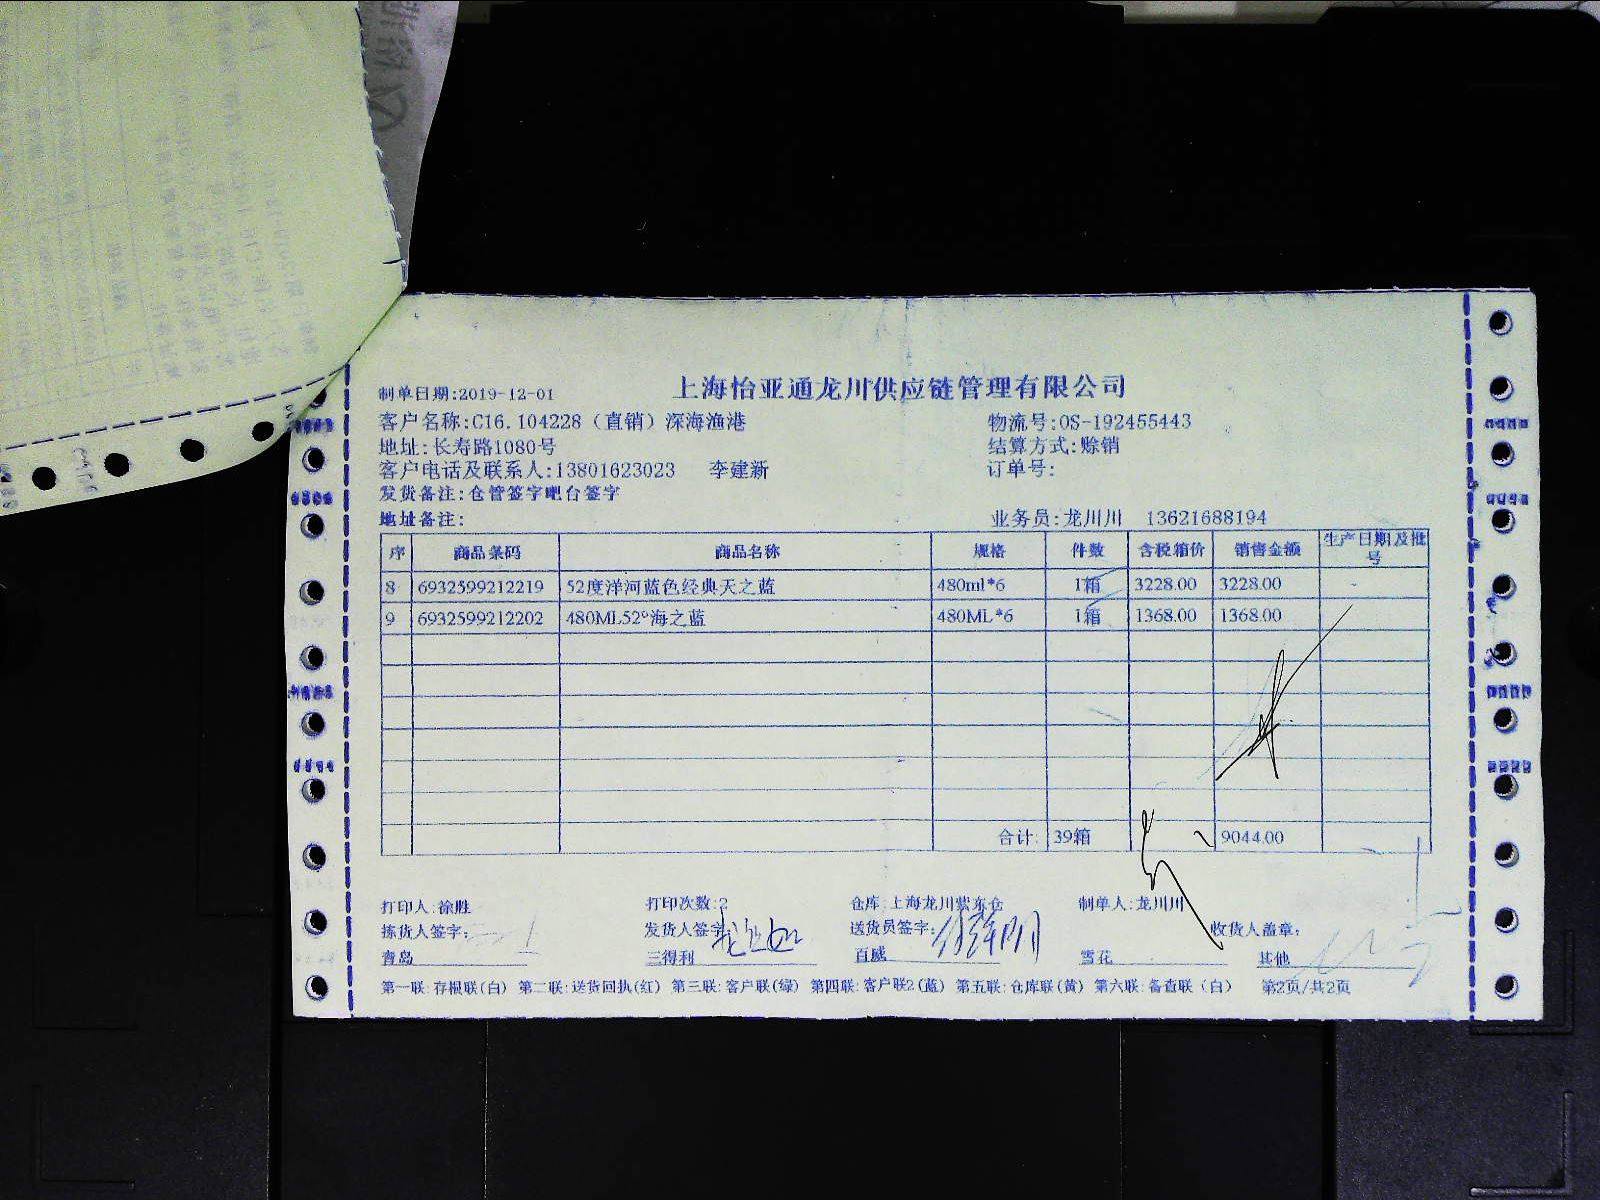 上海怡亚通龙川供应链管理有限公司
制单日期:2019-12-01
客户名称:C16.104228（直销）深海渔港 物流号:OS-192455443
地址:长寿路1080号 结算方式:赊销
客户电话及联系人:13801623023 李建新 订单号:
发货备注:仓管签字吧台签字
地址备注: 业务员:龙川川 13621688194
序 商品条码 商品名称 规格 件数 含税箱价 销售金额 生产日期及批号
8 6932599212219 52度洋河蓝色经典天之蓝 480ml*6 1箱 3228.00 3228.00
9 6932599212202 480ML52°海之蓝 480ML*6 1箱 1368.00 1368.00
合计: 39箱 9044.00
打印人:徐胜 打印次数:2 仓库:上海龙川紫东仓 制单人:龙川川
拣货人签字: 发货人签字: 送货员签字: 收货人盖章:
青岛 三得利 百威 雪花 其他
第一联:存根联(白) 第二联:送货回执(红) 第三联:客户联(绿) 第四联:客户联2(蓝) 第五联:仓库联(黄) 第六联:备查联（白） 第2页/共2页